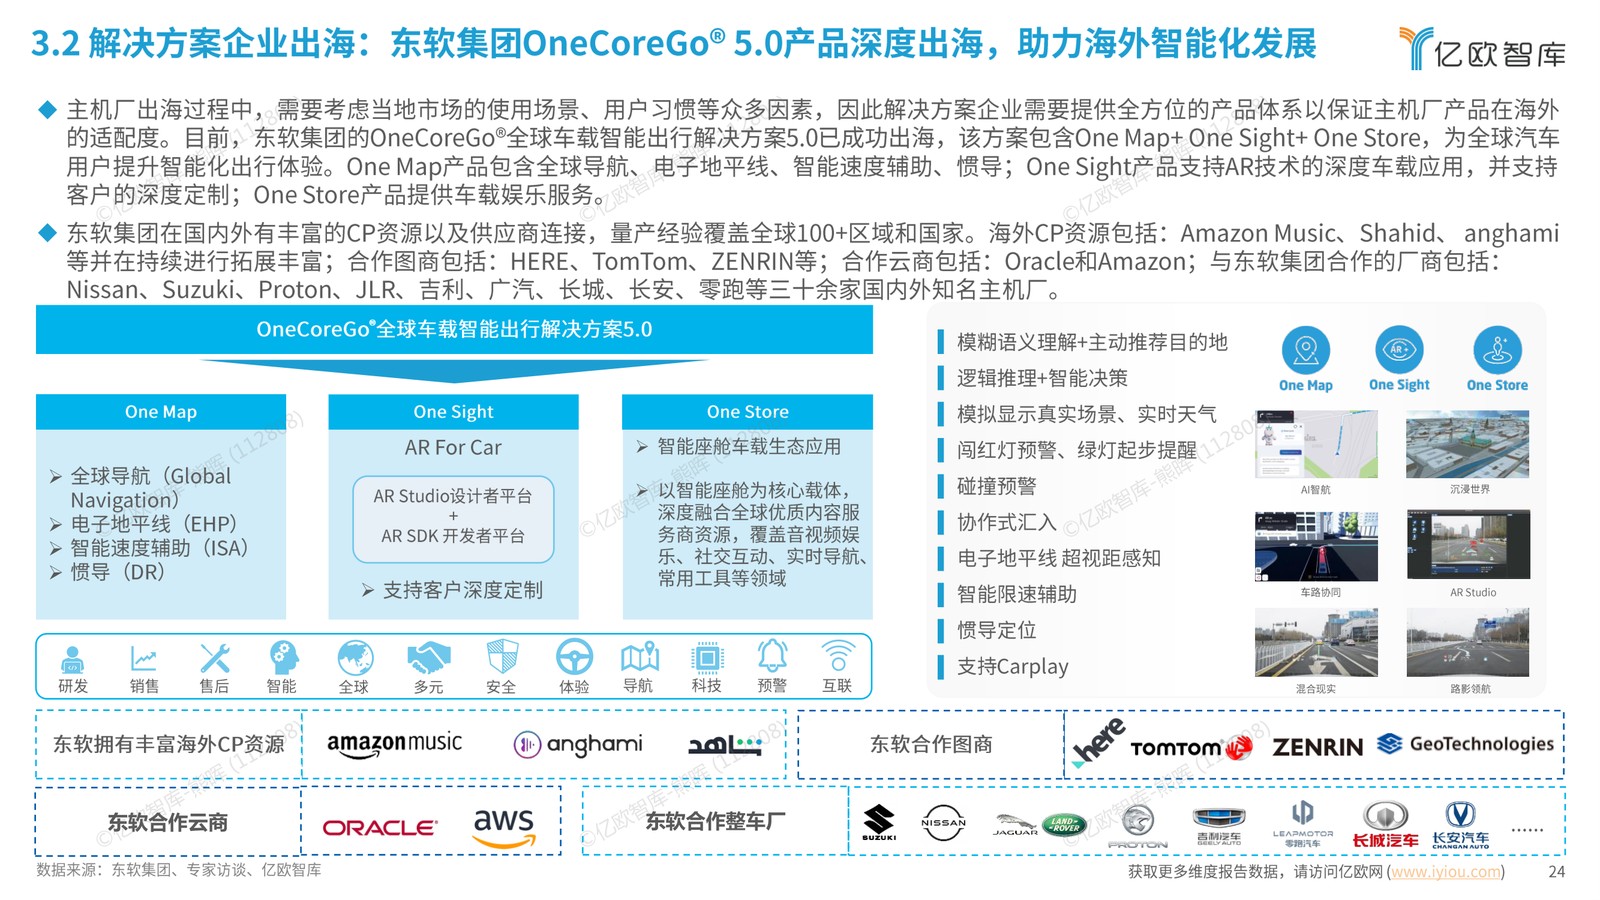 3.2 解决方案企业出海：东软集团OneCoreGo® 5.0产品深度出海，助力海外智能化发展
亿欧智库
主机厂出海过程中，需要考虑当地市场的使用场景、用户习惯等众多因素，因此解决方案企业需要提供全方位的产品体系以保证主机厂产品在海外
的适配度。目前，东软集团的OneCoreGo®全球车载智能出行解决方案5.0已成功出海，该方案包含One Map+ One Sight+ One Store，为全球汽车
用户提升智能化出行体验。One Map产品包含全球导航、电子地平线、智能速度辅助、惯导；One Sight产品支持AR技术的深度车载应用，并支持
客户的深度定制；One Store产品提供车载娱乐服务。
东软集团在国内外有丰富的CP资源以及供应商连接，量产经验覆盖全球100+区域和国家。海外CP资源包括：Amazon Music、Shahid、 anghami
等并在持续进行拓展丰富；合作图商包括：HERE、TomTom、ZENRIN等；合作云商包括：Oracle和Amazon；与东软集团合作的厂商包括：
Nissan、Suzuki、Proton、JLR、吉利、广汽、长城、长安、零跑等三十余家国内外知名主机厂。
OneCoreGo®全球车载智能出行解决方案5.0
One Map
全球导航（Global
Navigation）
电子地平线（EHP）
智能速度辅助（ISA）
惯导（DR）
One Sight
AR For Car
AR Studio设计者平台
+
AR SDK 开发者平台
支持客户深度定制
One Store
智能座舱车载生态应用
以智能座舱为核心载体，
深度融合全球优质内容服
务商资源，覆盖音视频娱
乐、社交互动、实时导航、
常用工具等领域
研发 销售 售后 智能 全球 多元 安全 体验 导航 科技 预警 互联
模糊语义理解+主动推荐目的地
逻辑推理+智能决策
模拟显示真实场景、实时天气
闯红灯预警、绿灯起步提醒
碰撞预警
协作式汇入
电子地平线 超视距感知
智能限速辅助
惯导定位
支持Carplay
AR+
One Map One Sight One Store
AI智航 沉浸世界
车路协同 AR Studio
混合现实 路影领航
东软拥有丰富海外CP资源
amazon music anghami شاهد
东软合作图商
here TOMTOM ZENRIN GeoTechnologies
东软合作云商
ORACLE® aws
东软合作整车厂
SUZUKI NISSAN JAGUAR LAND-ROVER PROTON 吉利汽车 GEELY AUTO LEAPMOTOR 零跑汽车 长城汽车 长安汽车 CHANGAN AUTO ......
数据来源：东软集团、专家访谈、亿欧智库
获取更多维度报告数据，请访问亿欧网 (www.iyiou.com)
24
©亿欧智库-熊晖 (112808)